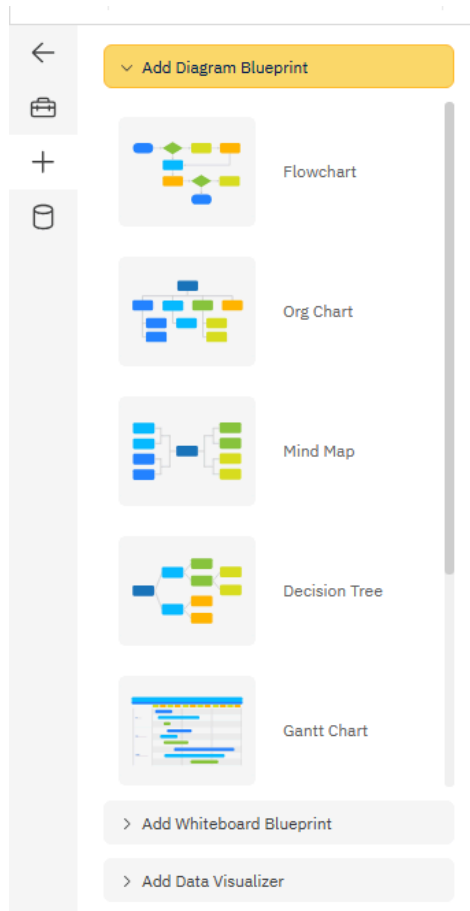 Add Diagram Blueprint
Flowchart
Org Chart
Mind Map
Decision Tree
Gantt Chart
Add Whiteboard Blueprint
Add Data Visualizer